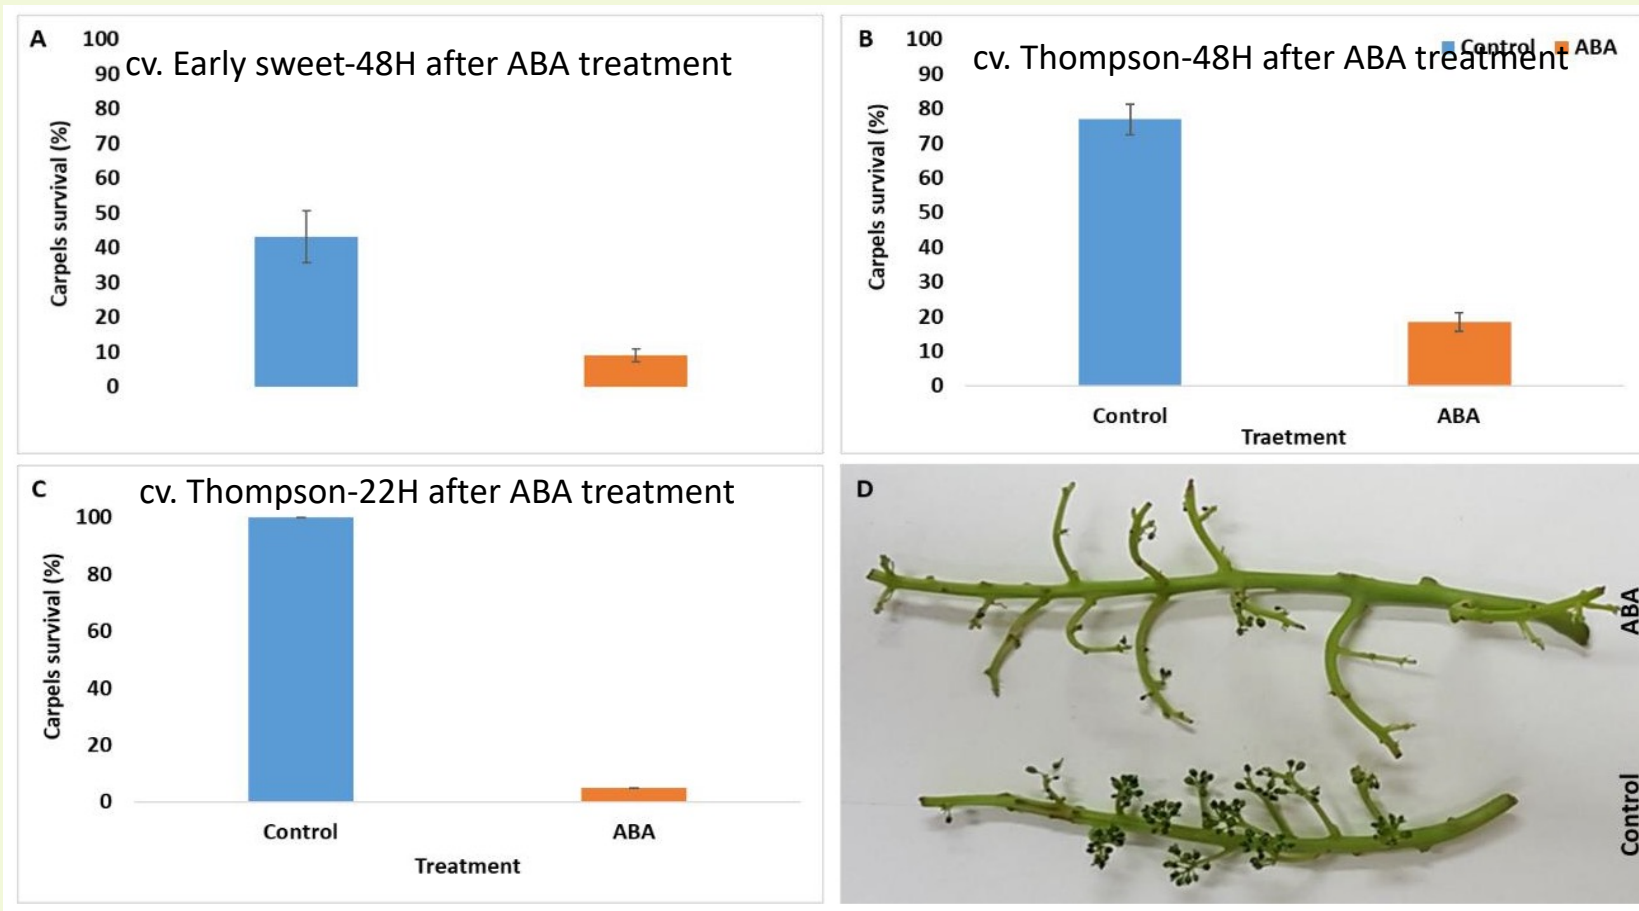 A
cv. Early sweet-48H after ABA treatment
Carpels survival (%)
100
90
80
70
60
50
40
30
20
10
0
B
cv. Thompson-48H after ABA treatment
Control ABA
Carpels survival (%)
100
90
80
70
60
50
40
30
20
10
0
Control ABA
Traetment
C
cv. Thompson-22H after ABA treatment
Carpels survival (%)
100
80
60
40
20
0
Control ABA
Treatment
D
ABA
Control